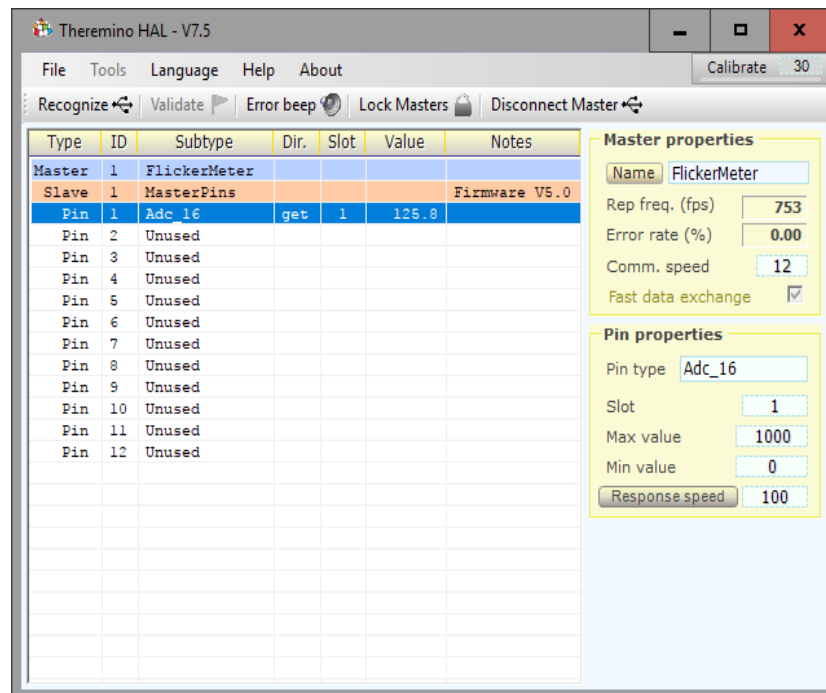 Theremino HAL - V7.5
File Tools Language Help About
Calibrate 30
Recognize Validate Error beep Lock Masters Disconnect Master
Type ID Subtype Dir. Slot Value Notes
Master 1 FlickerMeter
Slave 1 MasterPins Firmware V5.0
Pin 1 Adc_16 get 1 125.8
Pin 2 Unused
Pin 3 Unused
Pin 4 Unused
Pin 5 Unused
Pin 6 Unused
Pin 7 Unused
Pin 8 Unused
Pin 9 Unused
Pin 10 Unused
Pin 11 Unused
Pin 12 Unused
Master properties
Name FlickerMeter
Rep freq. (fps) 753
Error rate (%) 0.00
Comm. speed 12
Fast data exchange
Pin properties
Pin type Adc_16
Slot 1
Max value 1000
Min value 0
Response speed 100